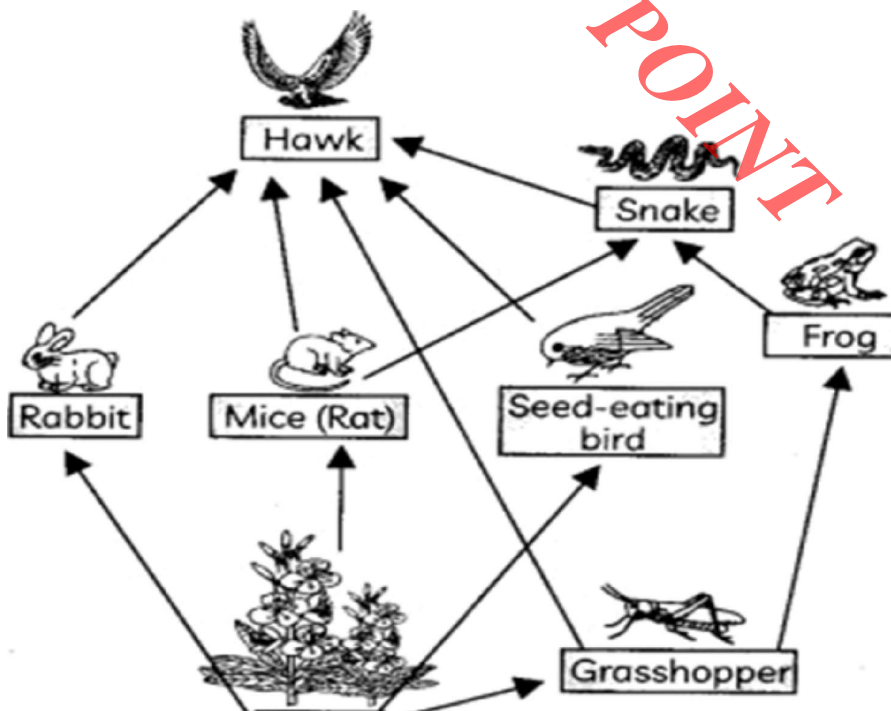 POINT
Hawk
Snake
Frog
Rabbit
Mice (Rat)
Seed-eating
bird
Grasshopper